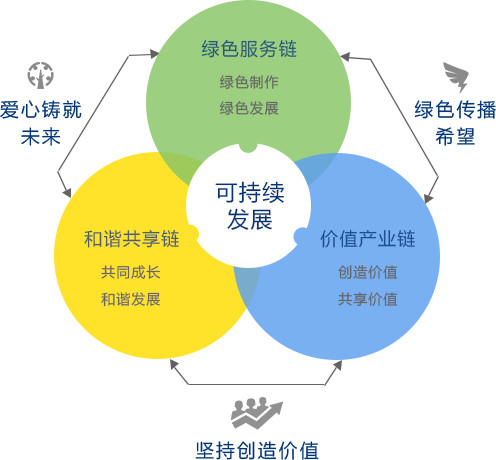 绿色服务链
绿色制作
绿色发展
爱心铸就
未来
绿色传播
希望
可持续
发展
和谐共享链
共同成长
和谐发展
价值产业链
创造价值
共享价值
坚持创造价值